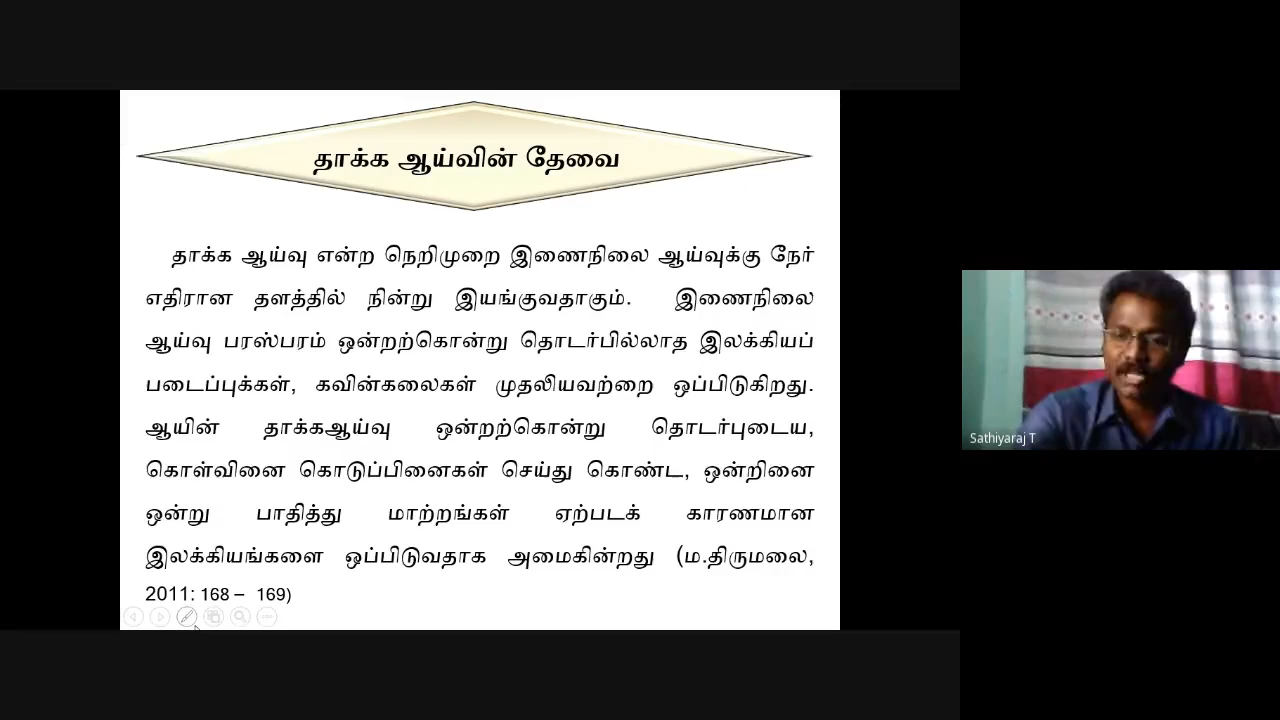 தாக்க ஆய்வின் தேவை
தாக்க ஆய்வு என்ற நெறிமுறை இணைநிலை ஆய்வுக்கு நேர்
எதிரான தளத்தில் நின்று இயங்குவதாகும். இணைநிலை
ஆய்வு பரஸ்பரம் ஒன்றற்கொன்று தொடர்பில்லாத இலக்கியப்
படைப்புக்கள், கவின்கலைகள் முதலியவற்றை ஒப்பிடுகிறது.
ஆயின் தாக்கஆய்வு ஒன்றற்கொன்று தொடர்புடைய,
கொள்வினை கொடுப்பினைகள் செய்து கொண்ட, ஒன்றினை
ஒன்று பாதித்து மாற்றங்கள் ஏற்படக் காரணமான
இலக்கியங்களை ஒப்பிடுவதாக அமைகின்றது (ம.திருமலை,
2011: 168 – 169)
Sathiyaraj T